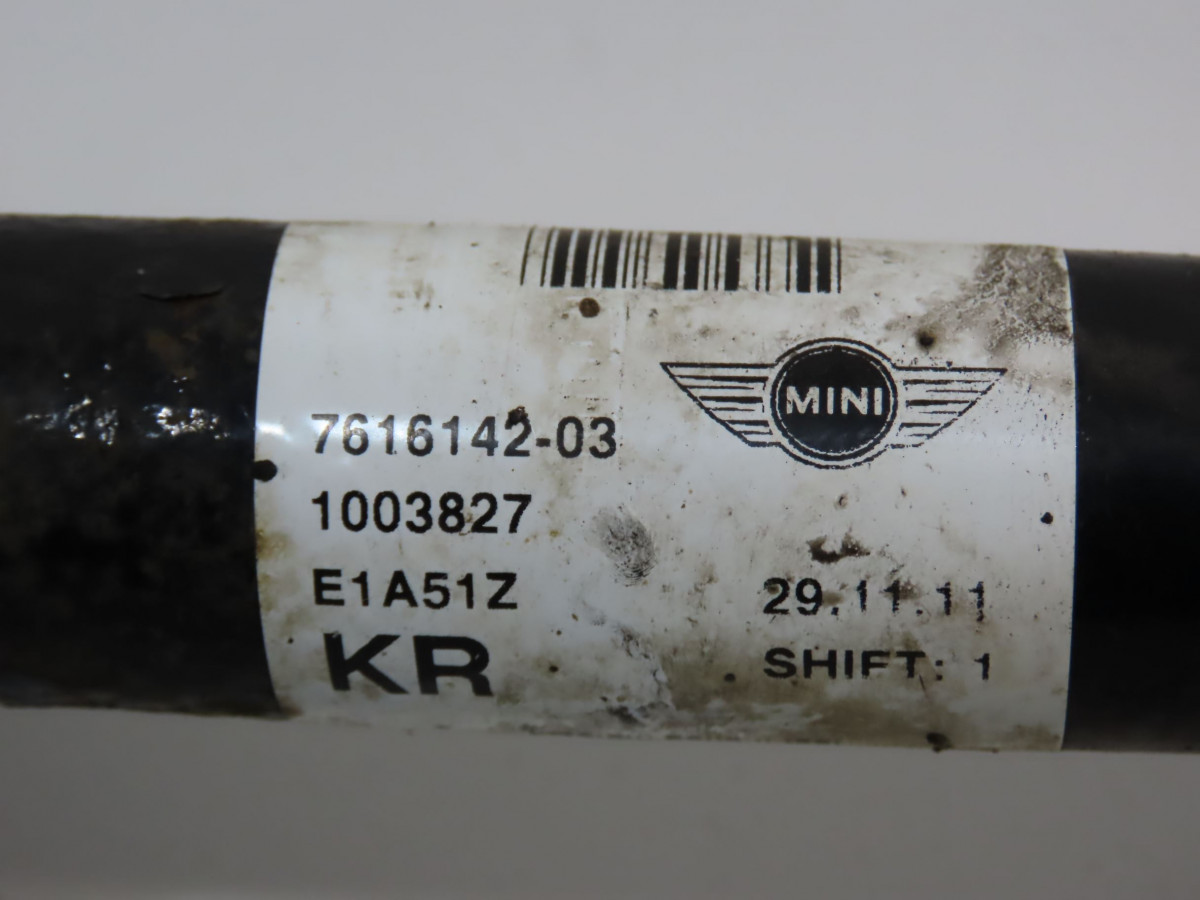 MINI
7616142-03
1003827
E1A51Z
29.11.11
KR
SHIFT: 1